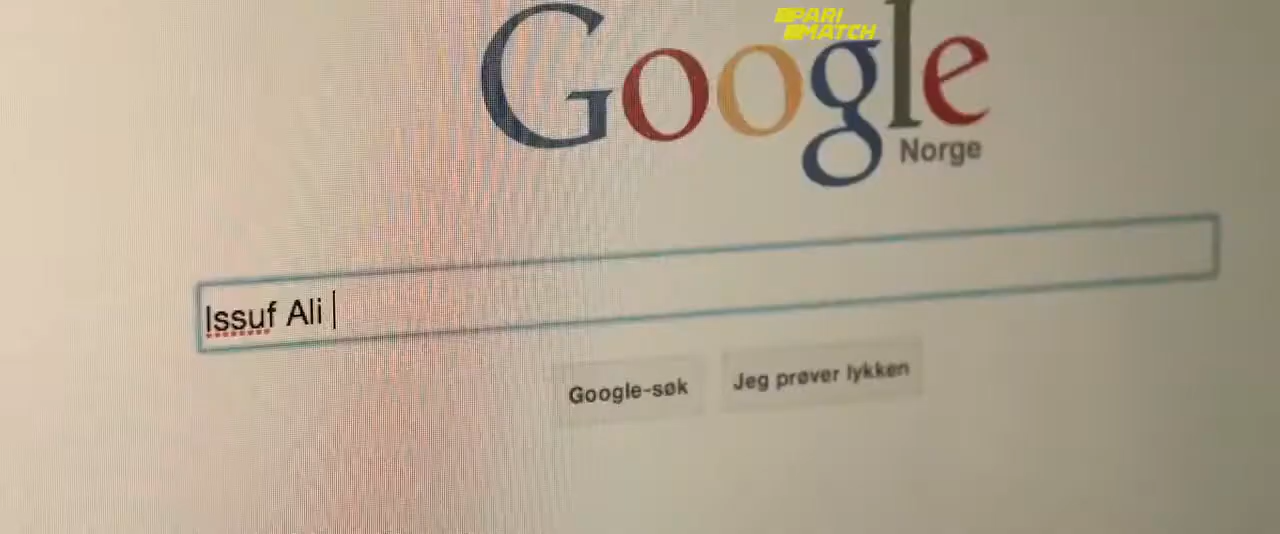 PARI
MATCH
Google
Norge
Issuf Ali
Google-søk
Jeg prøver lykken